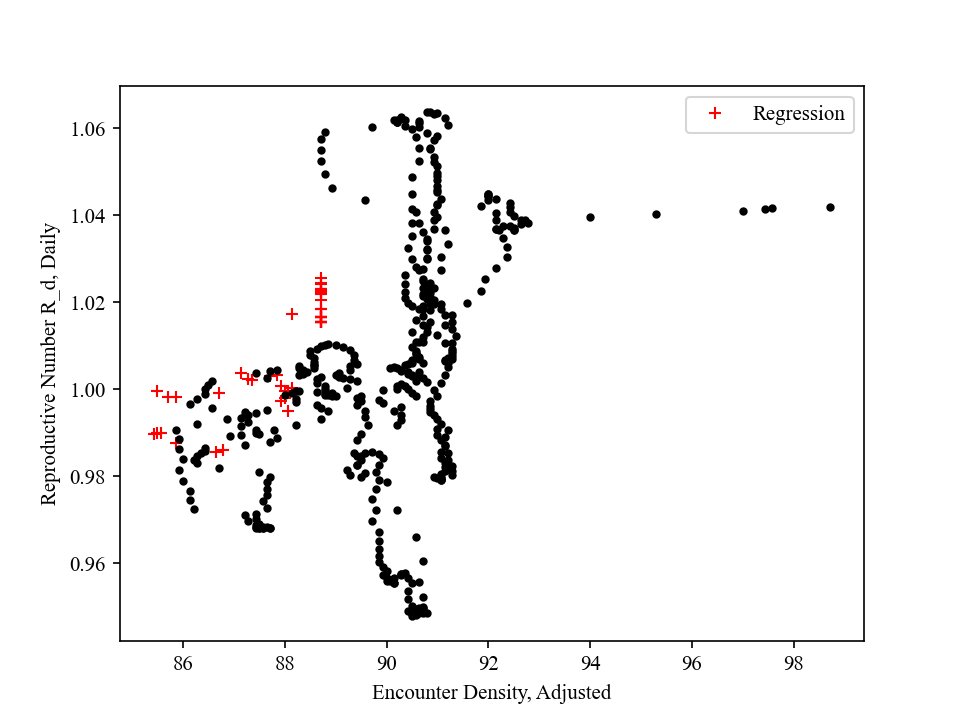 Regression
1.06
1.04
1.02
1.00
0.98
0.96
Reproductive Number R_d, Daily
86 88 90 92 94 96 98
Encounter Density, Adjusted